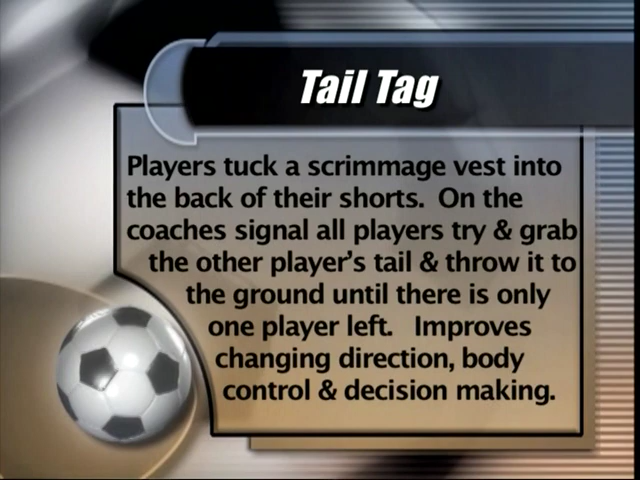 Tail Tag
Players tuck a scrimmage vest into
the back of their shorts. On the
coaches signal all players try & grab
the other player's tail & throw it to
the ground until there is only
one player left. Improves
changing direction, body
control & decision making.